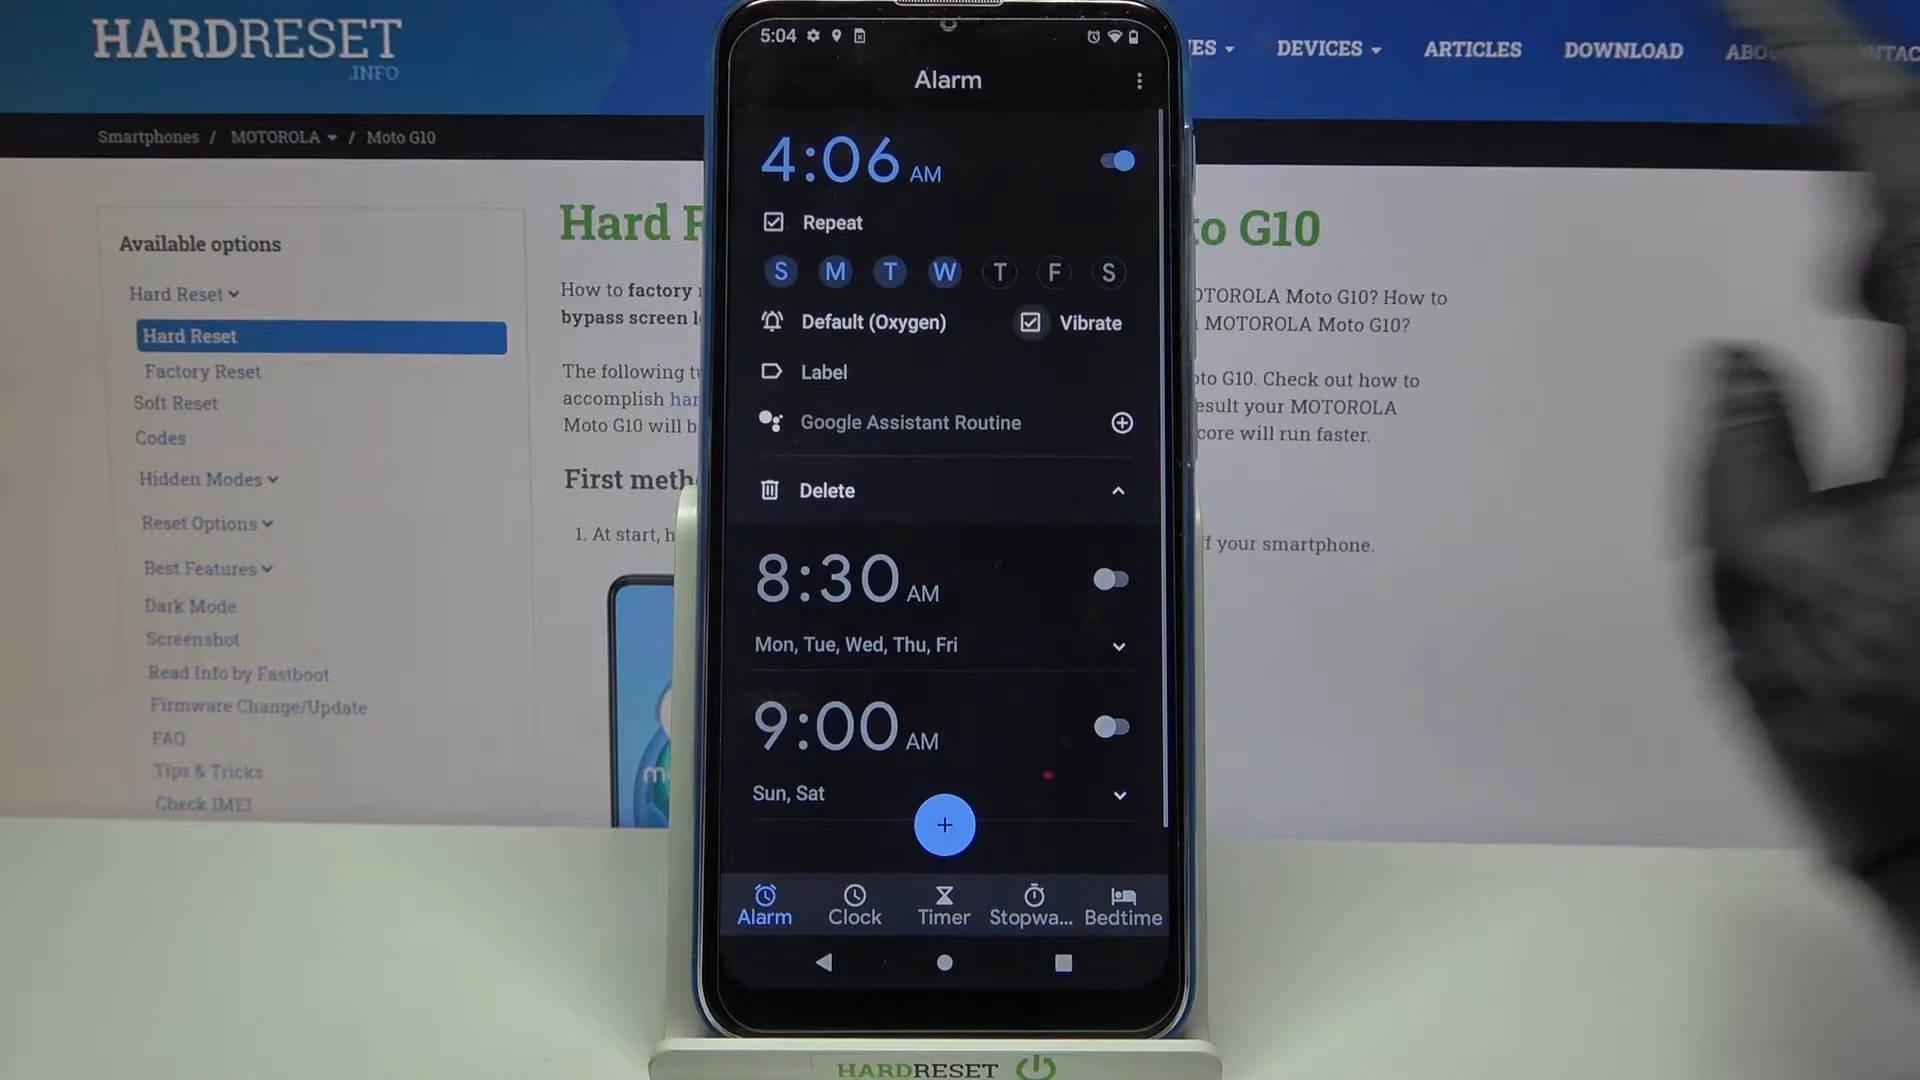 HARDRESET
.INFO
DEVICES
ARTICLES
DOWNLOAD
Smartphones / MOTOROLA / Moto G10
Available options
Hard Reset
Hard Reset
Factory Reset
Soft Reset
Codes
Hidden Modes
Reset Options
Best Features
Dark Mode
Screenshot
Read Info by Fastboot
Firmware Change/Update
FAQ
Tips & Tricks
Check IMEI
Hard R
to G10
How to factory
bypass screen l
OTOROLA Moto G10? How to
MOTOROLA Moto G10?
The following tu
accomplish har
Moto G10 will b
oto G10. Check out how to
esult your MOTOROLA
core will run faster.
First meth
1. At start, h
f your smartphone.
5:04
Alarm
4:06 AM
Repeat
S M T W T F S
Default (Oxygen)
Vibrate
Label
Google Assistant Routine
Delete
8:30 AM
Mon, Tue, Wed, Thu, Fri
9:00 AM
Sun, Sat
+
Alarm
Clock
Timer
Stopwa...
Bedtime
HARDRESET